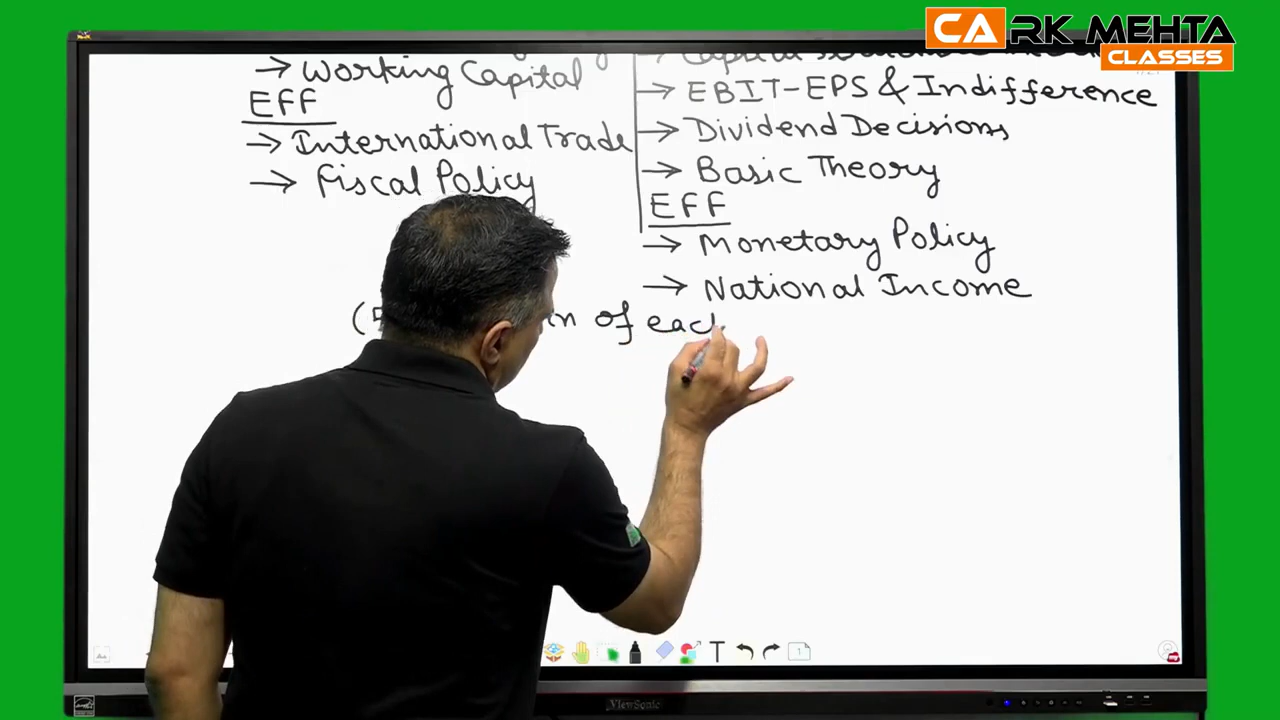 CA RK MEHTA
CLASSES
→ Working Capital
EFF
→ International Trade
→ Fiscal Policy
→ EBIT-EPS & Indifference
→ Dividend Decisions
→ Basic Theory
EFF
→ Monetary Policy
→ National Income
of each
ViewSonic